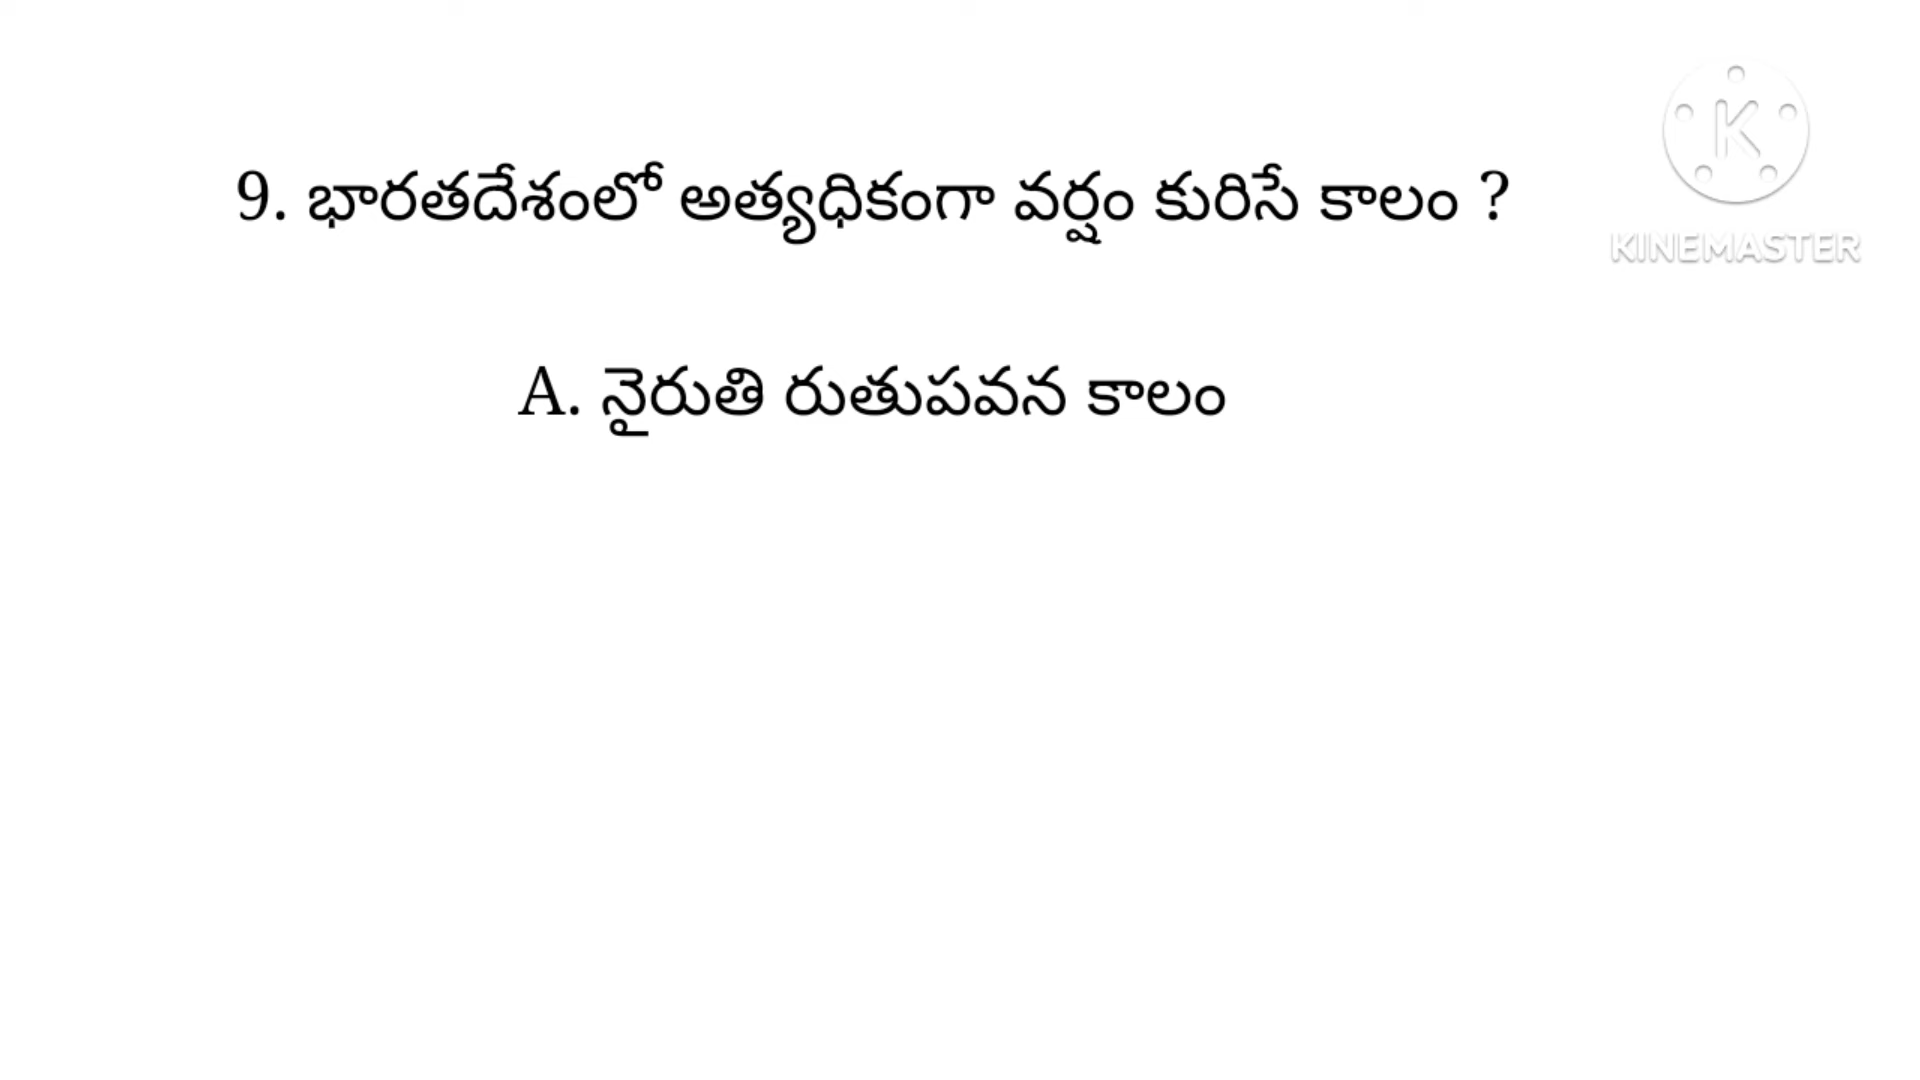 9. భారతదేశంలో అత్యధికంగా వర్షం కురిసే కాలం ?
A. నైరుతి రుతుపవన కాలం
K
KINEMASTER